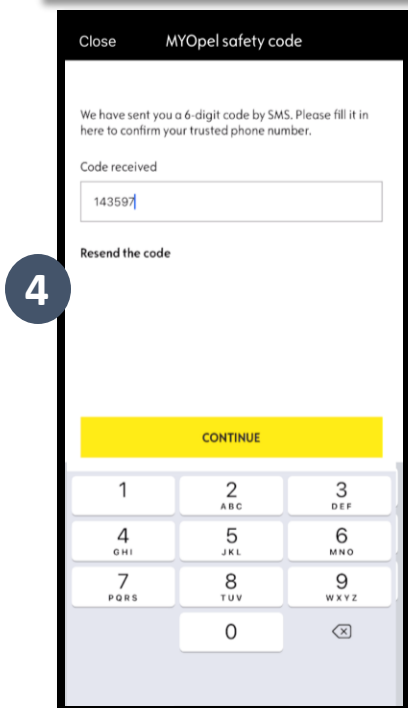 Close MYOpel safety code
We have sent you a 6-digit code by SMS. Please fill it in
here to confirm your trusted phone number.
Code received
143597
Resend the code
4
CONTINUE
1 2 3
ABC DEF
4 5 6
GHI JKL MNO
7 8 9
PQRS TUV WXYZ
0